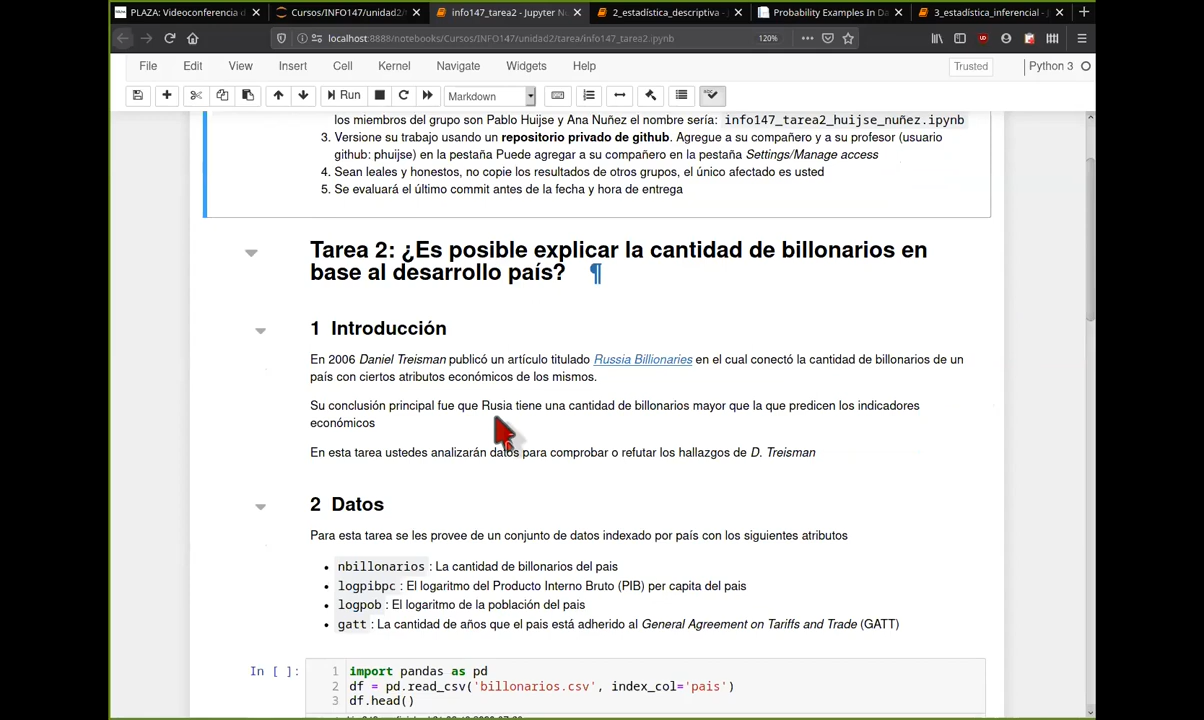 PLAZA: Videoconferencia d
Cursos/INFO147/unidad2/
info147_tarea2 - Jupyter N
2_estadística_descriptiva -
Probability Examples In Da
3_estadística_inferencial -
localhost:8888/notebooks/Cursos/INFO147/unidad2/tarea/info147_tarea2.ipynb
120%
File Edit View Insert Cell Kernel Navigate Widgets Help
Trusted
Python 3
Run
Markdown
los miembros del grupo son Pablo Huijse y Ana Nuñez el nombre sería: info147_tarea2_huijse_nuñez.ipynb
3. Versione su trabajo usando un repositorio privado de github. Agregue a su compañero y a su profesor (usuario
github: phuijse) en la pestaña Puede agregar a su compañero en la pestaña Settings/Manage access
4. Sean leales y honestos, no copie los resultados de otros grupos, el único afectado es usted
5. Se evaluará el último commit antes de la fecha y hora de entrega
Tarea 2: ¿Es posible explicar la cantidad de billonarios en
base al desarrollo país? ¶
1 Introducción
En 2006 Daniel Treisman publicó un artículo titulado Russia Billionaries en el cual conectó la cantidad de billonarios de un
país con ciertos atributos económicos de los mismos.
Su conclusión principal fue que Rusia tiene una cantidad de billonarios mayor que la que predicen los indicadores
económicos
En esta tarea ustedes analizarán datos para comprobar o refutar los hallazgos de D. Treisman
2 Datos
Para esta tarea se les provee de un conjunto de datos indexado por país con los siguientes atributos
• nbillonarios : La cantidad de billonarios del pais
• logpibpc : El logaritmo del Producto Interno Bruto (PIB) per capita del pais
• logpob : El logaritmo de la población del pais
• gatt : La cantidad de años que el pais está adherido al General Agreement on Tariffs and Trade (GATT)
In [ ]:
1 import pandas as pd
2 df = pd.read_csv('billonarios.csv', index_col='pais')
3 df.head()